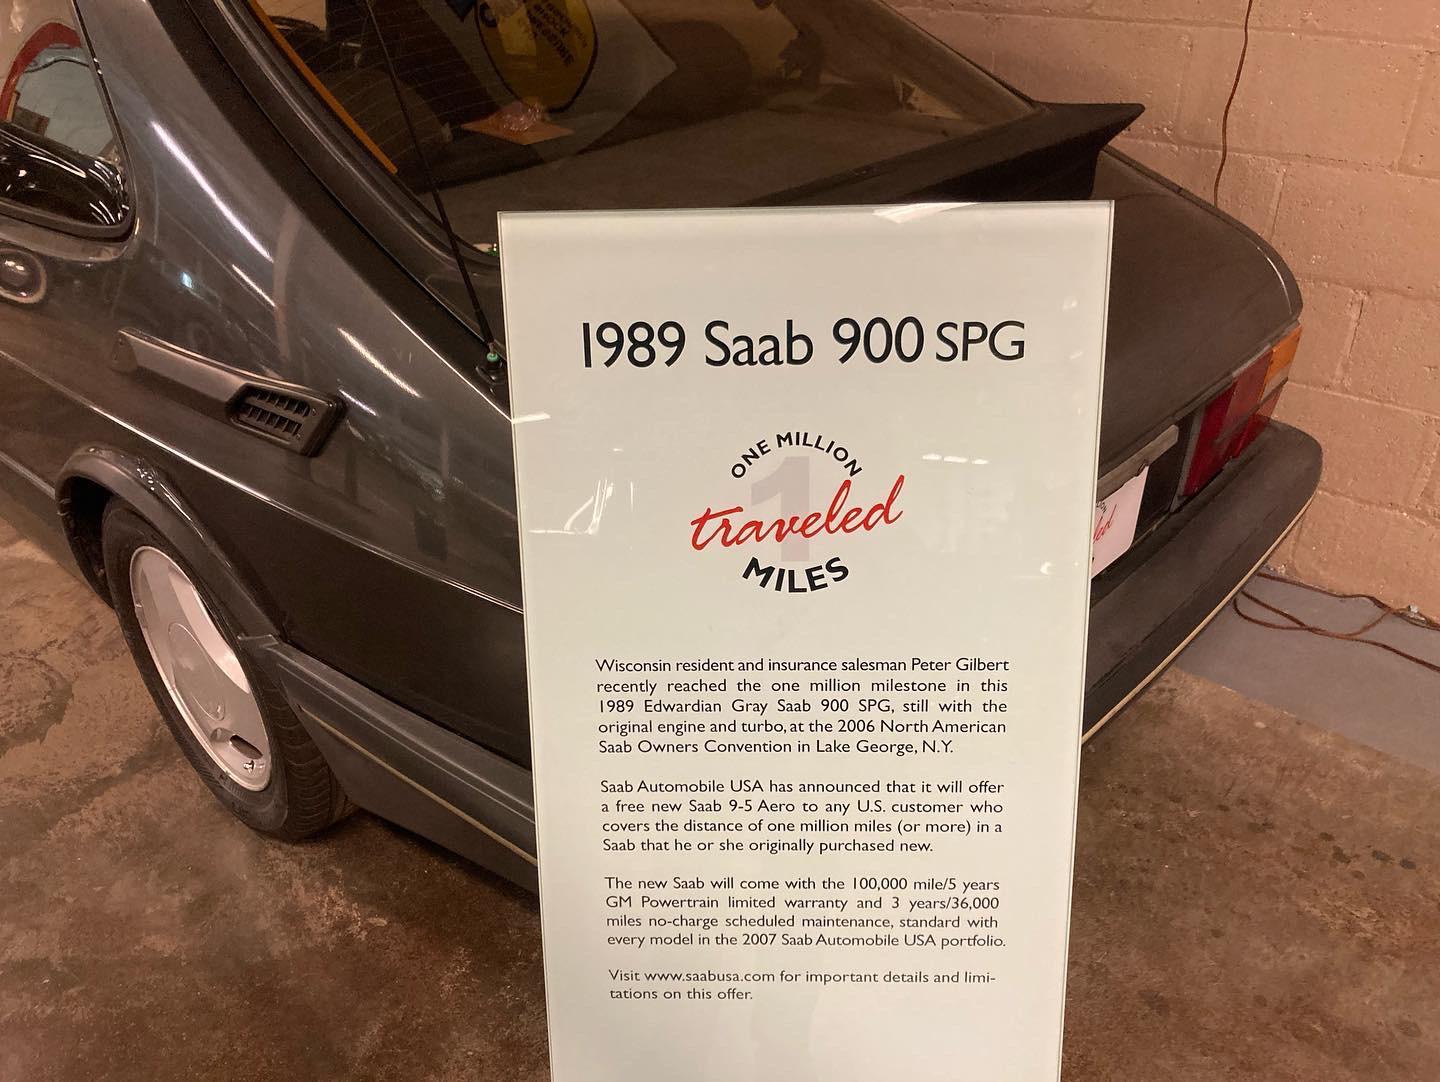 1989 Saab 900 SPG
ONE MILLION
1
traveled
MILES
Wisconsin resident and insurance salesman Peter Gilbert
recently reached the one million milestone in this
1989 Edwardian Gray Saab 900 SPG, still with the
original engine and turbo, at the 2006 North American
Saab Owners Convention in Lake George, N.Y.
Saab Automobile USA has announced that it will offer
a free new Saab 9-5 Aero to any U.S. customer who
covers the distance of one million miles (or more) in a
Saab that he or she originally purchased new.
The new Saab will come with the 100,000 mile/5 years
GM Powertrain limited warranty and 3 years/36,000
miles no-charge scheduled maintenance, standard with
every model in the 2007 Saab Automobile USA portfolio.
Visit www.saabusa.com for important details and limi-
tations on this offer.